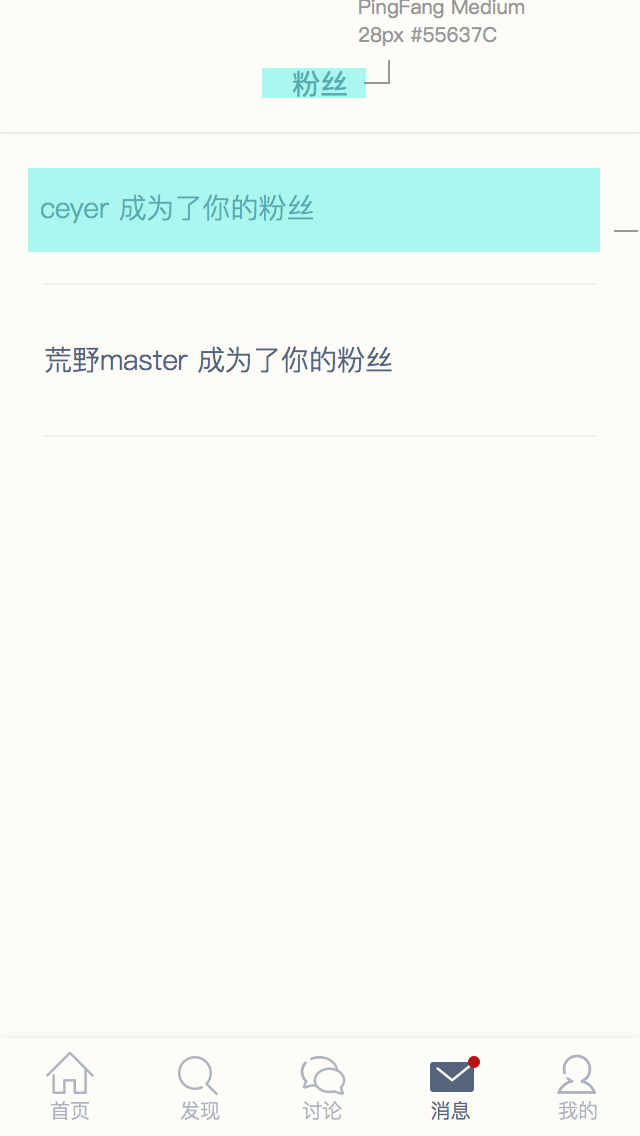 PingFang Medium
28px #55637C
粉丝
ceyer 成为了你的粉丝
荒野master 成为了你的粉丝
首页 发现 讨论 消息 我的